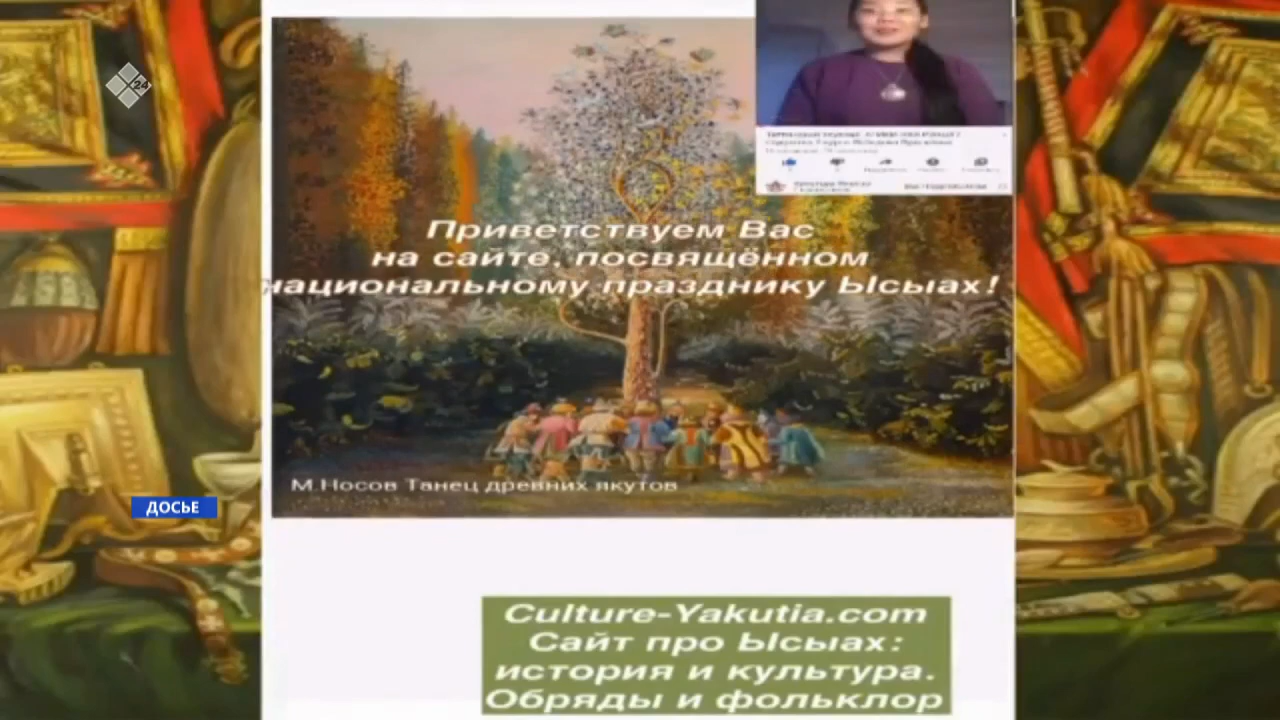 24
Приветствуем Вас
на сайте, посвящённом
национальному празднику Ысыах!
М.Носов Танец древних якутов
ДОСЬЕ
Culture-Yakutia.com
Сайт про Ысыах:
история и культура.
Обряды и фольклор